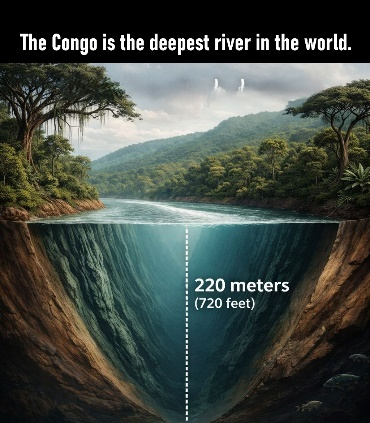 The Congo is the deepest river in the world.
220 meters
(720 feet)